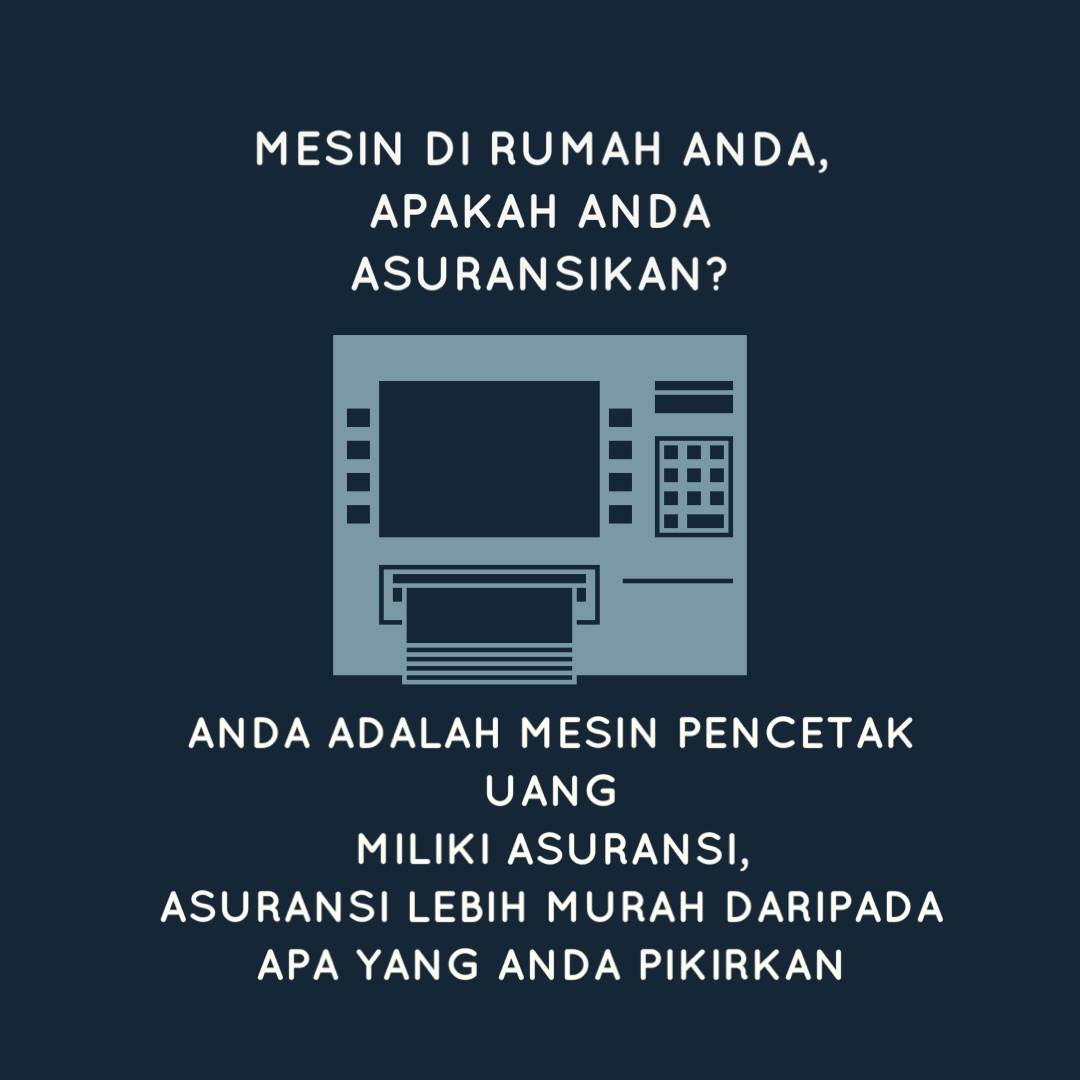 MESIN DI RUMAH ANDA,
APAKAH ANDA
ASURANSIKAN?
ANDA ADALAH MESIN PENCETAK
UANG
MILIKI ASURANSI,
ASURANSI LEBIH MURAH DARIPADA
APA YANG ANDA PIKIRKAN